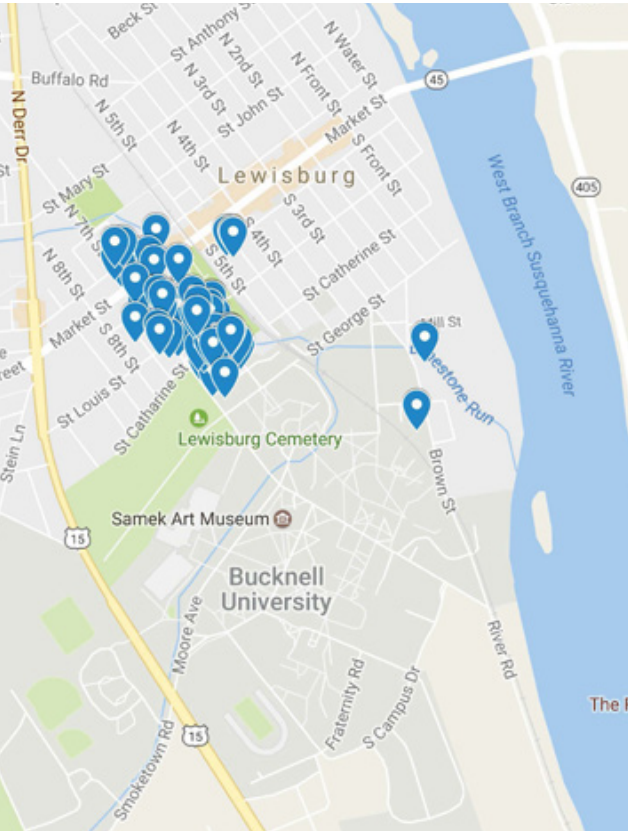 Beck St
St Anthony St
N Water St
N 2nd St
N 3rd St
N Front St
45
Buffalo Rd
N Derr Dr
N 5th St
St John St
Market St
N 4th St
S Front St
405
St
St Mary St
Lewisburg
N 7th S
S 3rd St
S 4th St
N 8th St
S 5th St
St Catherine St
West Branch Susquehanna River
Market St
St George St
Mill St
e
reet
S 8th St
Limestone Run
St Louis St
St Catharine St
Lewisburg Cemetery
Stein Ln
Brown St
Samek Art Museum
15
Bucknell
University
Moore Ave
River Rd
Fraternity Rd
S Campus Dr
The
15
Smoketown Rd